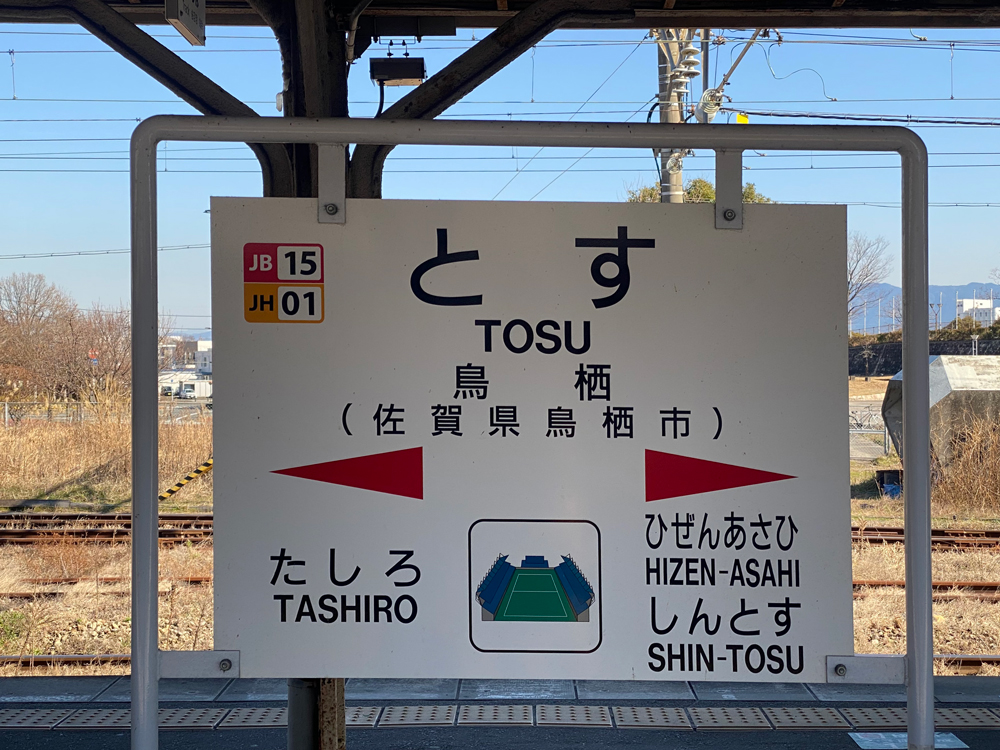 JB 15
JH 01
とす
TOSU
鳥栖
(佐賀県鳥栖市)
たしろ
TASHIRO
ひぜんあさひ
HIZEN-ASAHI
しんとす
SHIN-TOSU